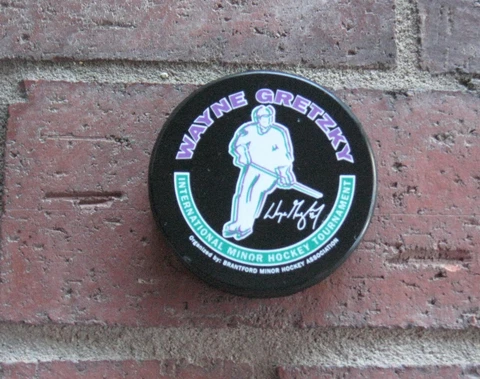 WAYNE GRETZKY
INTERNATIONAL MINOR HOCKEY TOURNAMENT
Organized by: BRANTFORD MINOR HOCKEY ASSOCIATION